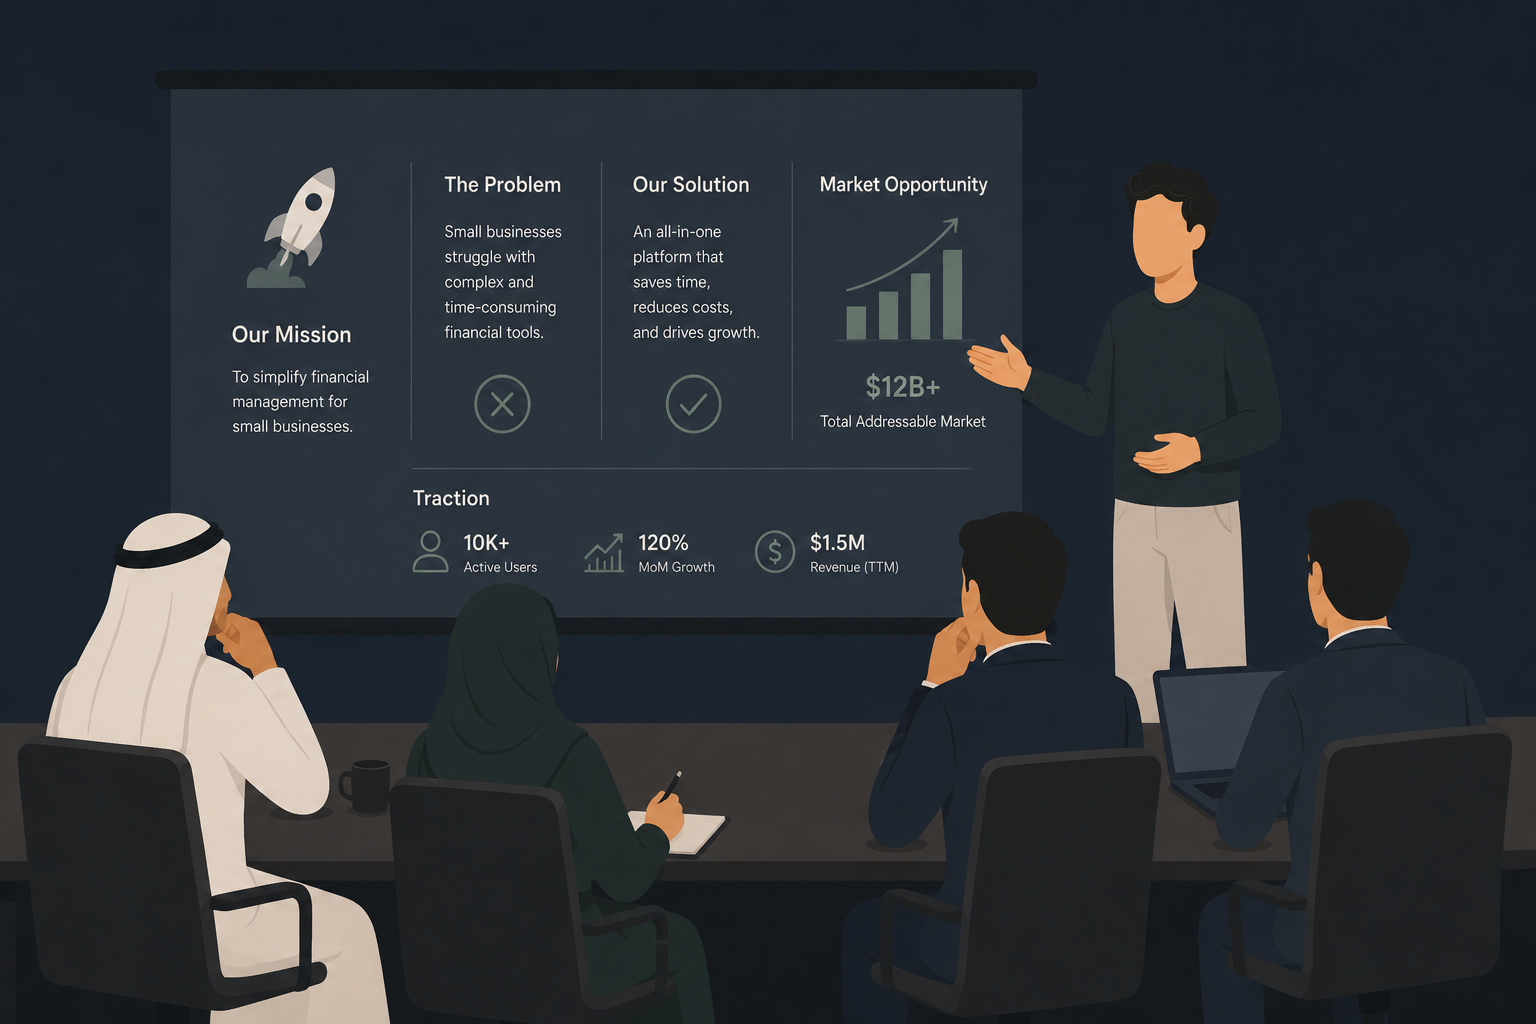 Our Mission
To simplify financial
management for
small businesses.
The Problem
Small businesses
struggle with
complex and
time-consuming
financial tools.
Our Solution
An all-in-one
platform that
saves time,
reduces costs,
and drives growth.
Market Opportunity
$12B+
Total Addressable Market
Traction
10K+
Active Users
120%
MoM Growth
$
$1.5M
Revenue (TTM)